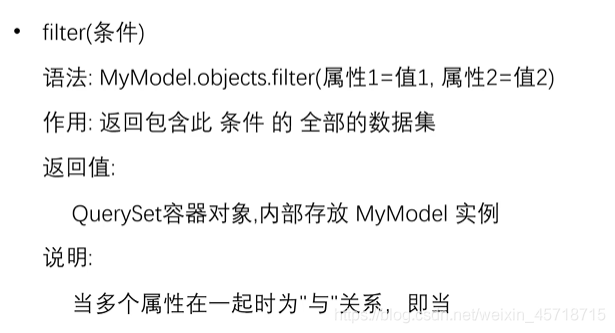 • filter(条件)
语法: MyModel.objects.filter(属性1=值1, 属性2=值2)
作用: 返回包含此 条件 的 全部的数据集
返回值:
QuerySet容器对象,内部存放 MyModel 实例
说明:
当多个属性在一起时为"与"关系，即当
https://blog.csdn.net/weixin_45718715